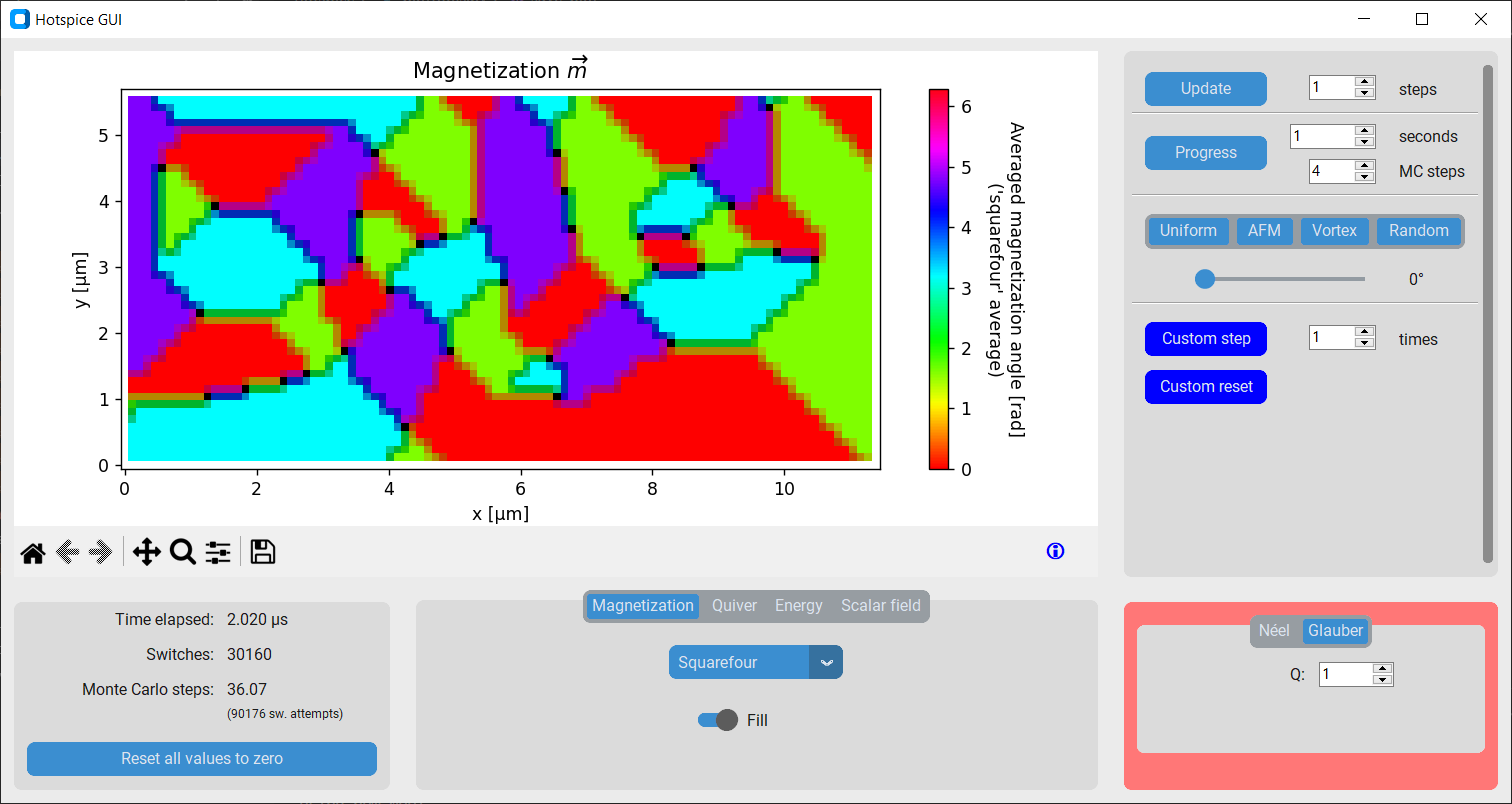 Hotspice GUI
Magnetization m
y [µm]
5
4
3
2
1
0
0 2 4 6 8 10
x [µm]
6
5
4
3
2
1
0
Averaged magnetization angle [rad]
('squarefour' average)
Update 1 steps
Progress
1 seconds
4 MC steps
Uniform AFM Vortex Random
0°
Custom step 1 times
Custom reset
Time elapsed: 2.020 µs
Switches: 30160
Monte Carlo steps: 36.07
(90176 sw. attempts)
Reset all values to zero
Magnetization Quiver Energy Scalar field
Squarefour
Fill
Néel Glauber
Q: 1